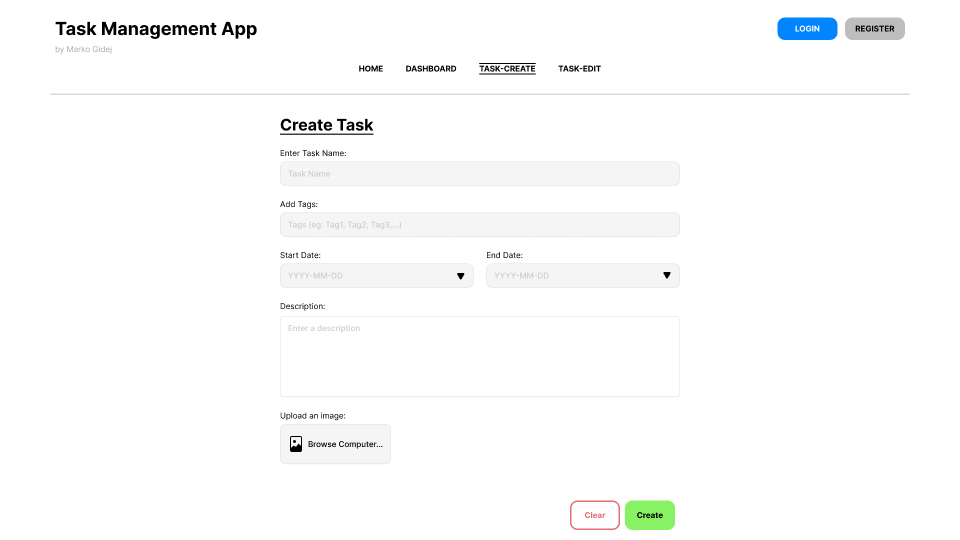 Task Management App
by Marko Gidej
LOGIN
REGISTER
HOME
DASHBOARD
TASK-CREATE
TASK-EDIT
Create Task
Enter Task Name:
Task Name
Add Tags:
Tags (eg: Tag1, Tag2, Tag3,...)
Start Date:
End Date:
YYYY-MM-DD
YYYY-MM-DD
Description:
Enter a description
Upload an image:
Browse Computer...
Clear
Create